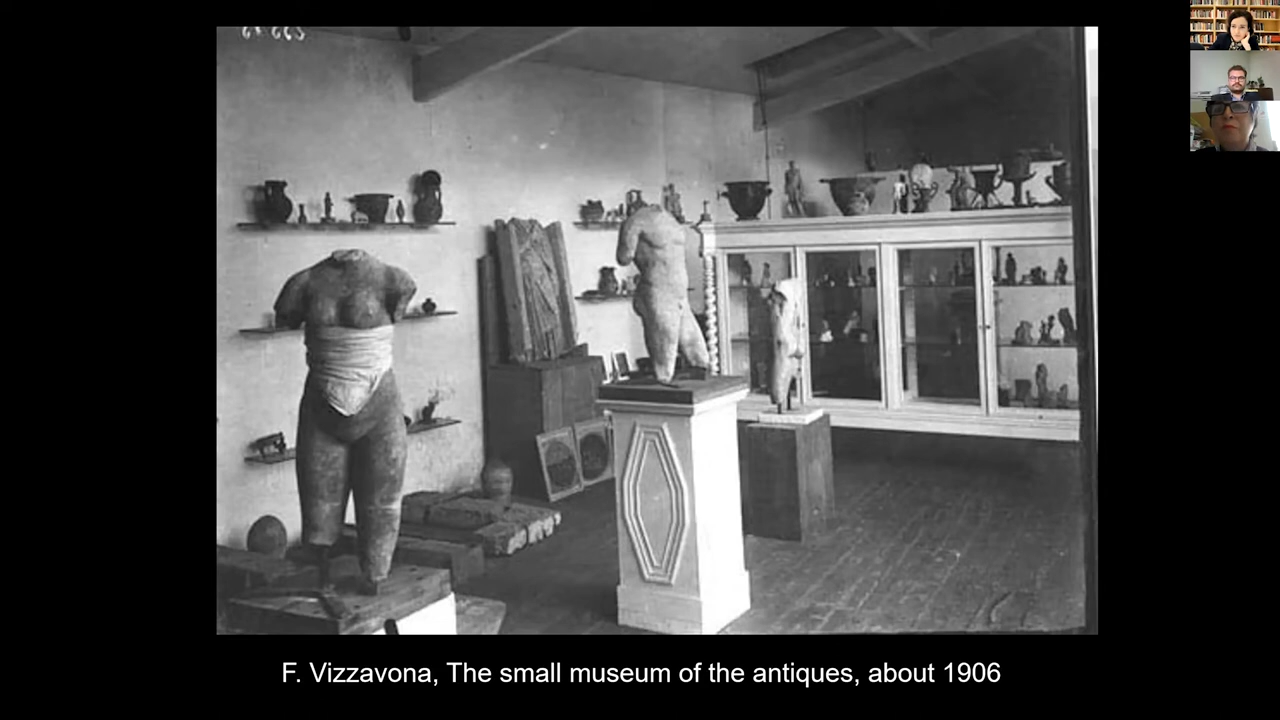 F. Vizzavona, The small museum of the antiques, about 1906